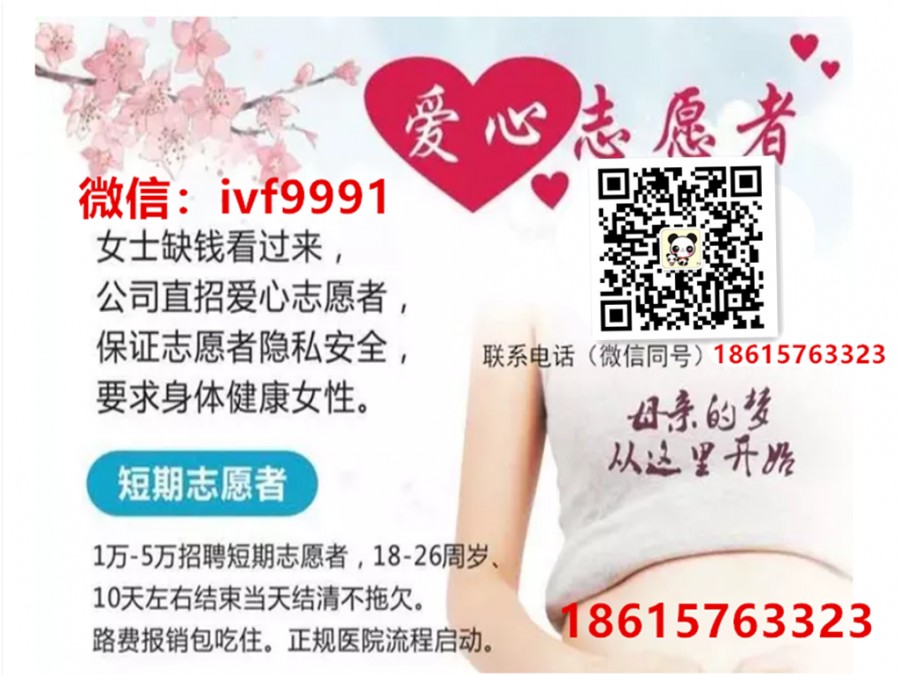 爱心志愿者
微信：ivf9991
女士缺钱看过来，
公司直招爱心志愿者，
保证志愿者隐私安全，
要求身体健康女性。
联系电话（微信同号）18615763323
母亲的梦
从这里开始
短期志愿者
1万-5万招聘短期志愿者，18-26周岁、
10天左右结束当天结清不拖欠。
路费报销包吃住。正规医院流程启动。
18615763323